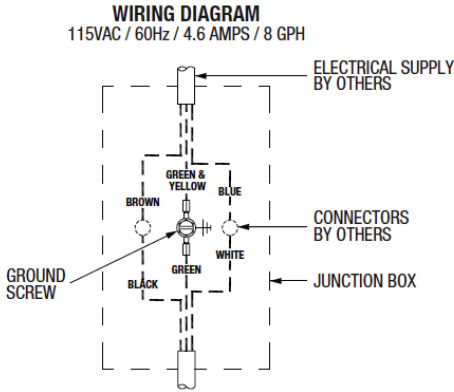 WIRING DIAGRAM
115VAC / 60Hz / 4.6 AMPS / 8 GPH
ELECTRICAL SUPPLY
BY OTHERS
GREEN &
YELLOW
BLUE
BROWN
CONNECTORS
BY OTHERS
WHITE
GROUND
SCREW
GREEN
BLACK
JUNCTION BOX